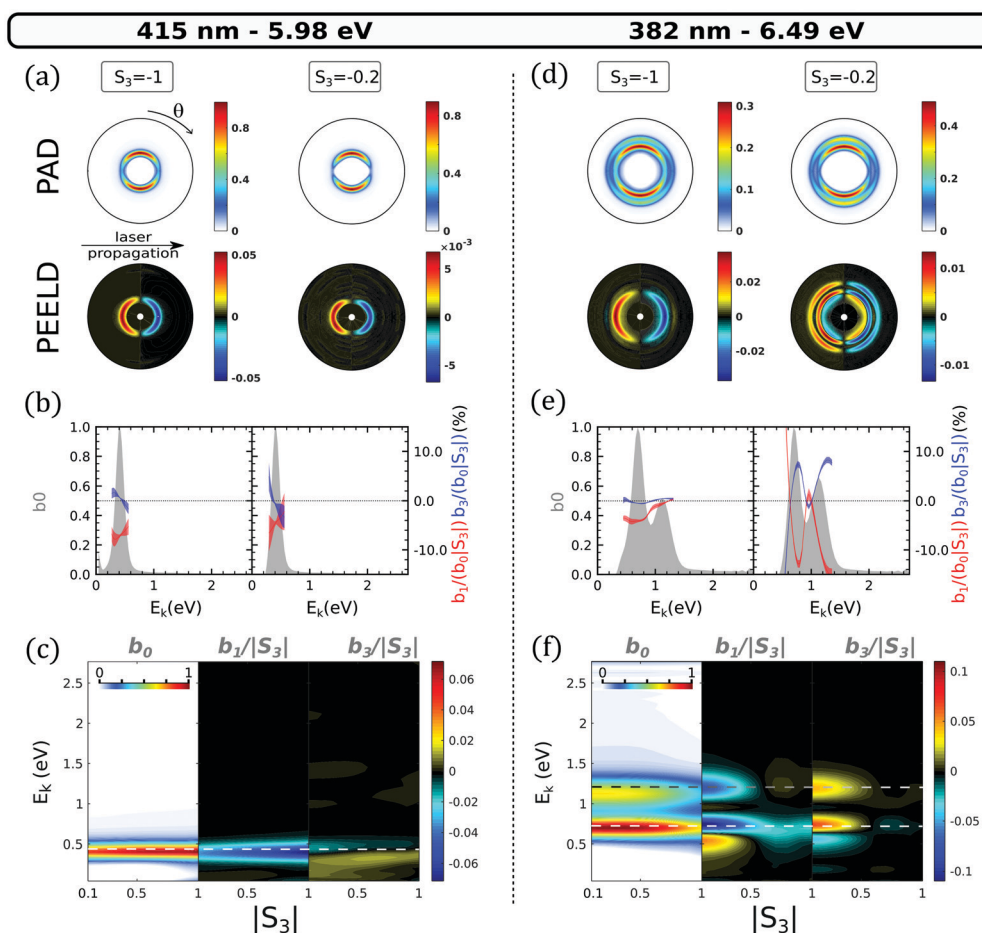 415 nm - 5.98 eV
382 nm - 6.49 eV
(a)
S3=-1
S3=-0.2
(d)
S3=-1
S3=-0.2
PAD
θ
0.8
0.4
0
0.8
0.4
0
0.3
0.2
0.1
0
0.4
0.2
0
PEELD
laser
propagation
0.05
0
-0.05
×10⁻³
5
0
-5
0.02
0
-0.02
0.01
0
-0.01
(b)
b0
1.0
0.8
0.6
0.4
0.2
0.0
0
1
2
Ek(eV)
0
1
2
Ek(eV)
10.0
0.0
-10.0
b1/(b0|S3|) b3/(b0|S3|)(%)
(e)
b0
1.0
0.8
0.6
0.4
0.2
0.0
0
1
2
Ek(eV)
0
1
2
Ek(eV)
10.0
0.0
-10.0
b1/(b0|S3|) b3/(b0|S3|)(%)
(c)
b0
b1/|S3|
b3/|S3|
0
1
Ek (eV)
2.5
2
1.5
1
0.5
0.1
0.5
1
0.5
1
0.5
1
|S3|
0.06
0.04
0.02
0
-0.02
-0.04
-0.06
(f)
b0
b1/|S3|
b3/|S3|
0
1
Ek (eV)
2.5
2
1.5
1
0.5
0.1
0.5
1
0.5
1
0.5
1
|S3|
0.1
0.05
0
-0.05
-0.1